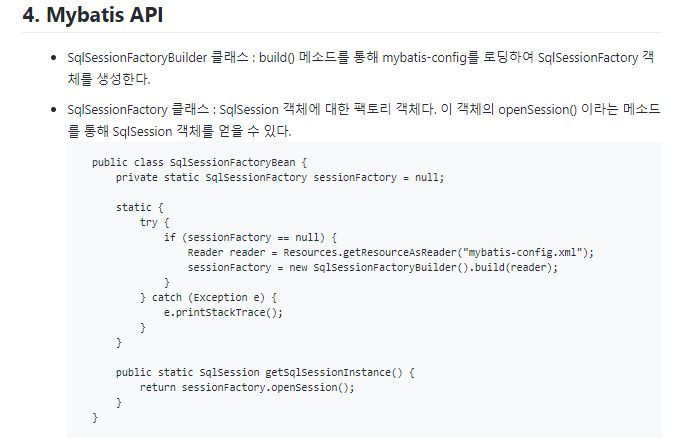 4. Mybatis API
• SqlSessionFactoryBuilder 클래스 : build() 메소드를 통해 mybatis-config를 로딩하여 SqlSessionFactory 객
체를 생성한다.
• SqlSessionFactory 클래스 : SqlSession 객체에 대한 팩토리 객체다. 이 객체의 openSession() 이라는 메소드
를 통해 SqlSession 객체를 얻을 수 있다.
public class SqlSessionFactoryBean {
    private static SqlSessionFactory sessionFactory = null;

    static {
        try {
            if (sessionFactory == null) {
                Reader reader = Resources.getResourceAsReader("mybatis-config.xml");
                sessionFactory = new SqlSessionFactoryBuilder().build(reader);
            }
        } catch (Exception e) {
            e.printStackTrace();
        }
    }

    public static SqlSession getSqlSessionInstance() {
        return sessionFactory.openSession();
    }
}